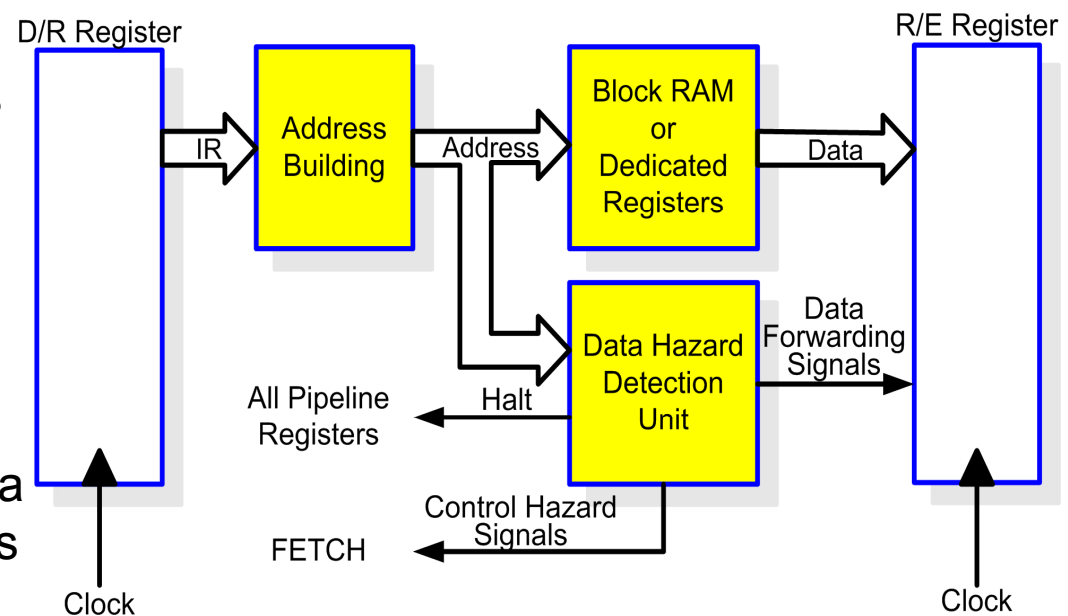 D/R Register
R/E Register
IR
Address
Building
Address
Block RAM
or
Dedicated
Registers
Data
Data Hazard
Detection
Unit
Data
Forwarding
Signals
All Pipeline
Registers
Halt
Control Hazard
Signals
FETCH
a
s
Clock
Clock